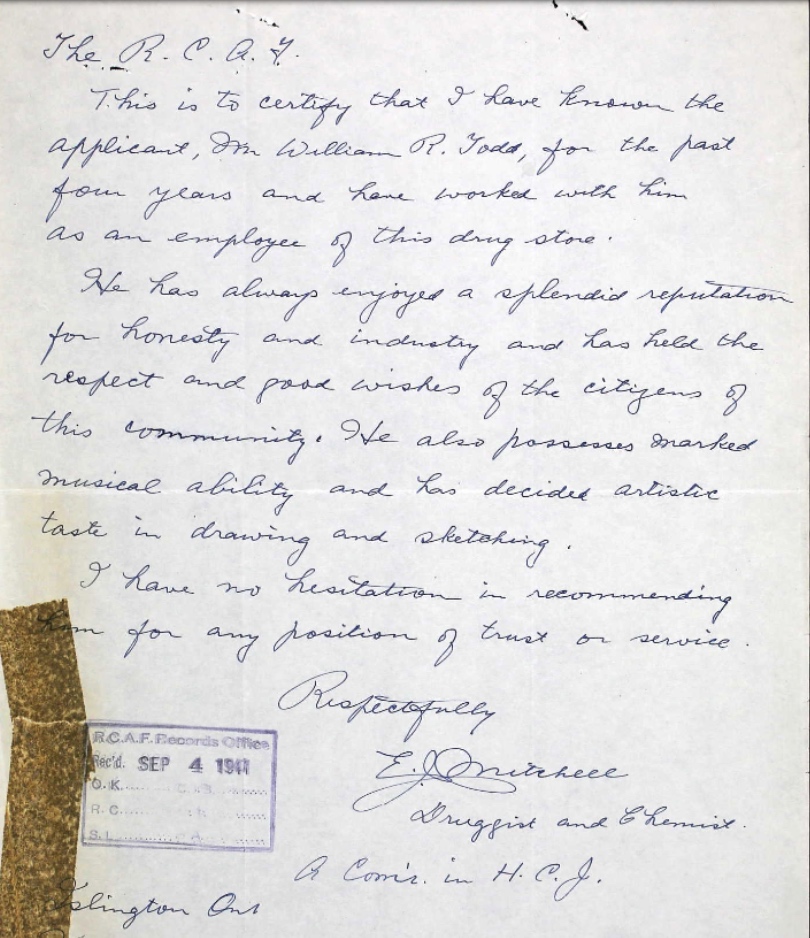 The R. C. A. F.
This is to certify that I have known the
applicant, Mr William R. Todd, for the past
four years and have worked with him
as an employee of this drug store.
He has always enjoyed a splendid reputation
for honesty and industry and has held the
respect and good wishes of the citizens of
this community. He also possesses marked
musical ability and has decided artistic
taste in drawing and sketching.
I have no hesitation in recommending
him for any position of trust or service.
Respectfully
E. J. Mitchell
Druggist and Chemist.
A Com'r. in H. C. J.
R.C.A.F. Records Office
Rec'd. SEP 4 1941
O.K.
R.C.
S.L.
Islington Ont